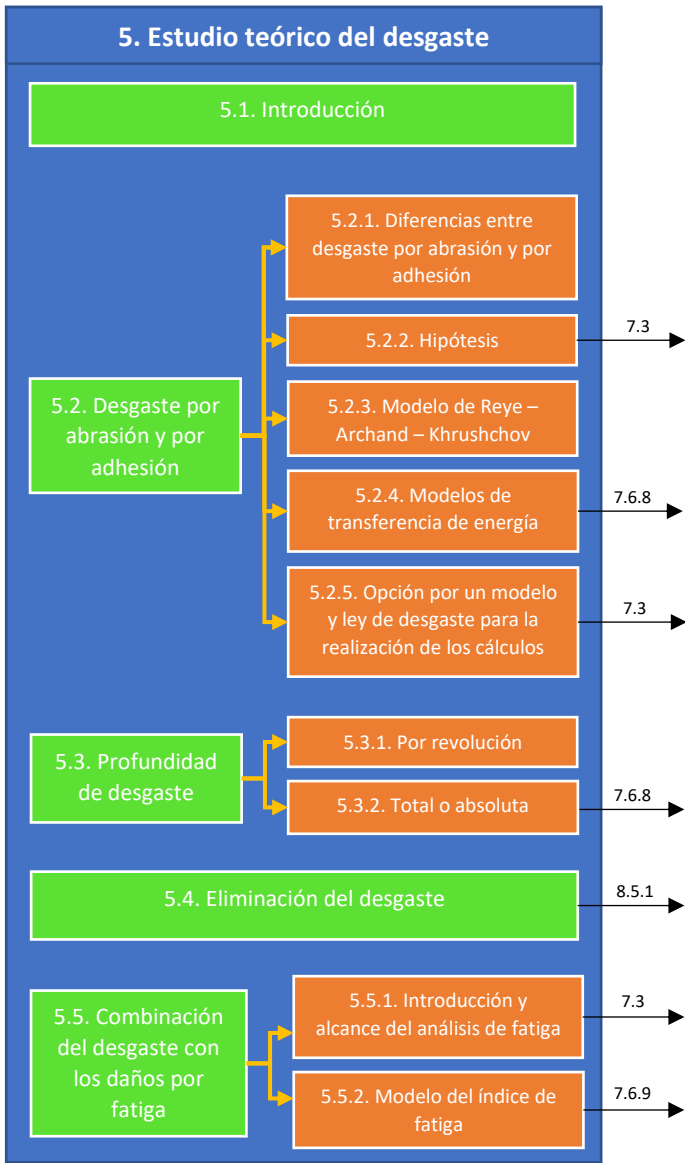 5. Estudio teórico del desgaste
5.1. Introducción
5.2. Desgaste por
abrasión y por
adhesión
5.2.1. Diferencias entre
desgaste por abrasión y por
adhesión
5.2.2. Hipótesis
7.3
5.2.3. Modelo de Reye –
Archand – Khrushchov
5.2.4. Modelos de
transferencia de energía
7.6.8
5.2.5. Opción por un modelo
y ley de desgaste para la
realización de los cálculos
7.3
5.3. Profundidad
de desgaste
5.3.1. Por revolución
5.3.2. Total o absoluta
7.6.8
5.4. Eliminación del desgaste
8.5.1
5.5. Combinación
del desgaste con
los daños por
fatiga
5.5.1. Introducción y
alcance del análisis de fatiga
7.3
5.5.2. Modelo del índice de
fatiga
7.6.9